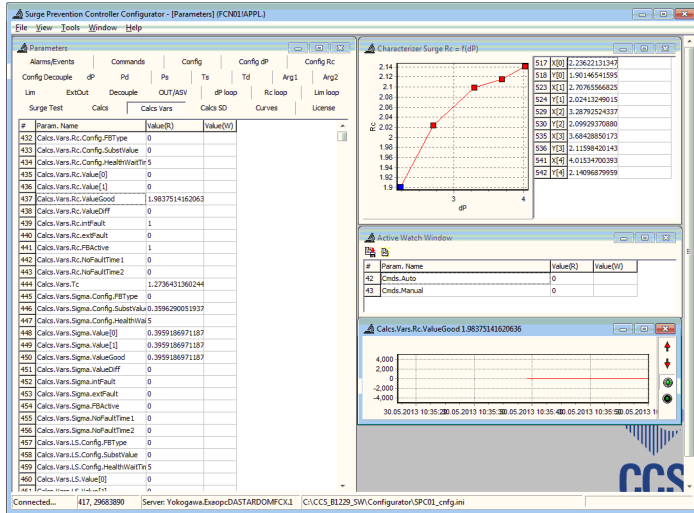 Surge Prevention Controller Configurator - [Parameters] (FCN01!APPL.)
File View Tools Window Help
Parameters
Alarms/Events Commands Config Config dP Config Rc
Config Decouple dP Pd Ps Ts Td Arg1 Arg2
Lim ExtOut Decouple OUT/ASV dP loop Rc loop Lim loop
Surge Test Calcs Calcs Vars Calcs SD Curves License
# Param. Name Value(R) Value(W)
432 Calcs.Vars.Rc.Config.FBType 0
433 Calcs.Vars.Rc.Config.SubstValue 0
434 Calcs.Vars.Rc.Config.HealthWaitTir 5
435 Calcs.Vars.Rc.Value[0] 0
436 Calcs.Vars.Rc.Value[1] 0
437 Calcs.Vars.Rc.ValueGood 1.9837514162063
438 Calcs.Vars.Rc.ValueDiff 0
439 Calcs.Vars.Rc.intFault 1
440 Calcs.Vars.Rc.extFault 0
441 Calcs.Vars.Rc.FBActive 1
442 Calcs.Vars.Rc.NoFaultTime1 0
443 Calcs.Vars.Rc.NoFaultTime2 0
444 Calcs.Vars.Tc 1.2736431360244
445 Calcs.Vars.Sigma.Config.FBType 0
446 Calcs.Vars.Sigma.Config.SubstValu 0.3596290051937
447 Calcs.Vars.Sigma.Config.HealthWai 5
448 Calcs.Vars.Sigma.Value[0] 0.3959186971187
449 Calcs.Vars.Sigma.Value[1] 0.3959186971187
450 Calcs.Vars.Sigma.ValueGood 0.3959186971187
451 Calcs.Vars.Sigma.ValueDiff 0
452 Calcs.Vars.Sigma.intFault 0
453 Calcs.Vars.Sigma.extFault 0
454 Calcs.Vars.Sigma.FBActive 0
455 Calcs.Vars.Sigma.NoFaultTime1 0
456 Calcs.Vars.Sigma.NoFaultTime2 0
457 Calcs.Vars.LS.Config.FBType 0
458 Calcs.Vars.LS.Config.SubstValue 0
459 Calcs.Vars.LS.Config.HealthWaitTir 5
460 Calcs.Vars.LS.Value[0] 0
461 Calcs.Vars.LS.Value[1] 0
Characterizer Surge Rc = f(dP)
2.14
2.12
2.1
2.08
2.06
2.04
2.02
2
1.98
1.96
1.94
1.92
1.9
Rc
3 4
dP
517 X[0] 2.23622131347
518 Y[0] 1.90146541595
523 X[1] 2.70765566825
524 Y[1] 2.02413249015
529 X[2] 3.28792524337
530 Y[2] 2.09929370880
535 X[3] 3.68428850173
536 Y[3] 2.11598420143
541 X[4] 4.01534700393
542 Y[4] 2.14096879959
Active Watch Window
# Param. Name Value(R) Value(W)
42 Cmds.Auto 0
43 Cmds.Manual 0
Calcs.Vars.Rc.ValueGood 1.98375141620636
4,000
2,000
0
-2,000
-4,000
30.05.2013 10:35:2 30.05.2013 10:35:3 30.05.2013 10:35:4 30.05.2013 10:35:5 30.05.2013 1
CCS
Connected... 417, 29683890 Server: Yokogawa.ExaopcDASTARDOMFCX.1 C:\CCS_B1229_SW\Configurator\SPC01_cnfg.ini